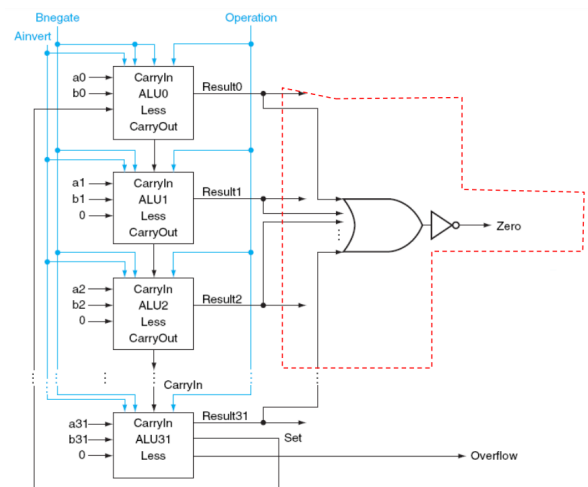 Bnegate
Operation
Ainvert
a0
b0
CarryIn
ALU0
Less
CarryOut
Result0
a1
b1
0
CarryIn
ALU1
Less
CarryOut
Result1
Zero
a2
b2
0
CarryIn
ALU2
Less
CarryOut
Result2
CarryIn
a31
b31
0
CarryIn
ALU31
Less
Result31
Set
Overflow